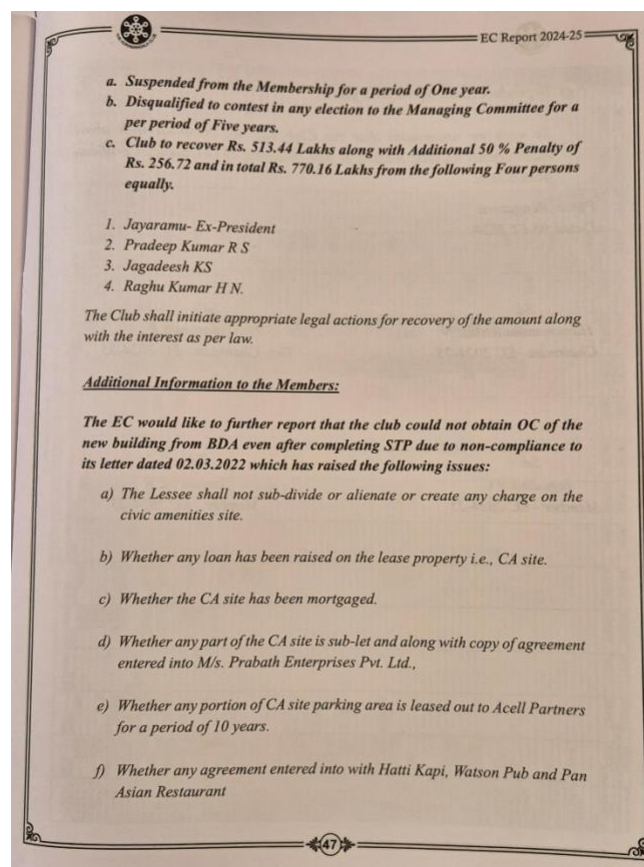 EC Report 2024-25
a. Suspended from the Membership for a period of One year.
b. Disqualified to contest in any election to the Managing Committee for a
per period of Five years.
c. Club to recover Rs. 513.44 Lakhs along with Additional 50 % Penalty of
Rs. 256.72 and in total Rs. 770.16 Lakhs from the following Four persons
equally.
1. Jayaramu- Ex-President
2. Pradeep Kumar R S
3. Jagadeesh KS
4. Raghu Kumar H N.
The Club shall initiate appropriate legal actions for recovery of the amount along
with the interest as per law.
Additional Information to the Members:
The EC would like to further report that the club could not obtain OC of the
new building from BDA even after completing STP due to non-compliance to
its letter dated 02.03.2022 which has raised the following issues:
a) The Lessee shall not sub-divide or alienate or create any charge on the
civic amenities site.
b) Whether any loan has been raised on the lease property i.e., CA site.
c) Whether the CA site has been mortgaged.
d) Whether any part of the CA site is sub-let and along with copy of agreement
entered into M/s. Prabath Enterprises Pvt. Ltd.,
e) Whether any portion of CA site parking area is leased out to Acell Partners
for a period of 10 years.
f) Whether any agreement entered into with Hatti Kapi, Watson Pub and Pan
Asian Restaurant
47